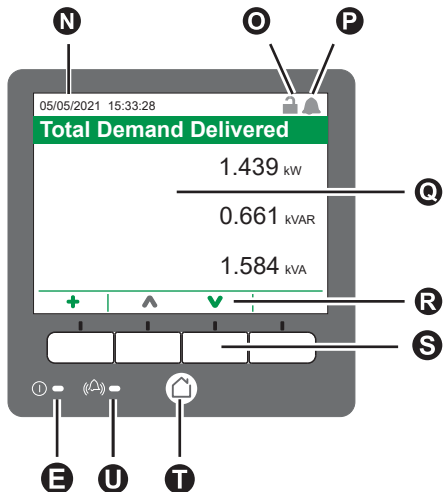 N O P
05/05/2021 15:33:28
Total Demand Delivered
1.439 kW
Q
0.661 kVAR
1.584 kVA
R
S
E U T